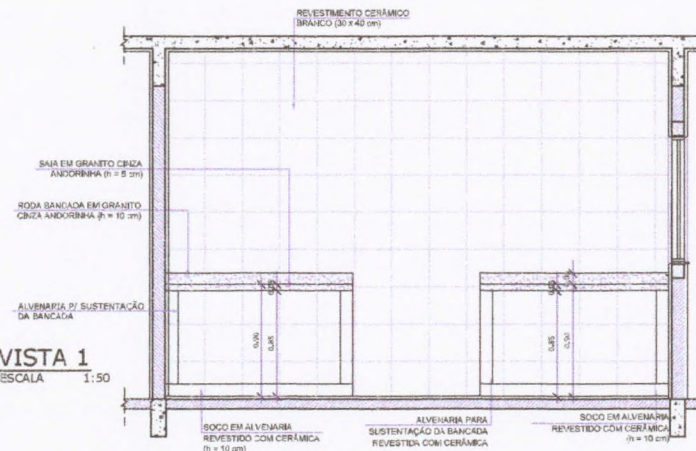 REVESTIMENTO CERÂMICO
BRANCO (30 x 40 cm)
SAIA EM GRANITO CINZA
ANDORINHA (h = 5 cm)
RODA BANCADA EM GRANITO
CINZA ANDORINHA (h = 10 cm)
ALVENARIA P/ SUSTENTAÇÃO
DA BANCADA
0,90
0,85
0,85
0,90
VISTA 1
ESCALA 1:50
SOCO EM ALVENARIA
REVESTIDO COM CERÂMICA
(h = 10 cm)
ALVENARIA PARA
SUSTENTAÇÃO DA BANCADA
REVESTIDA COM CERÂMICA
SOCO EM ALVENARIA
REVESTIDO COM CERÂMICA
(h = 10 cm)